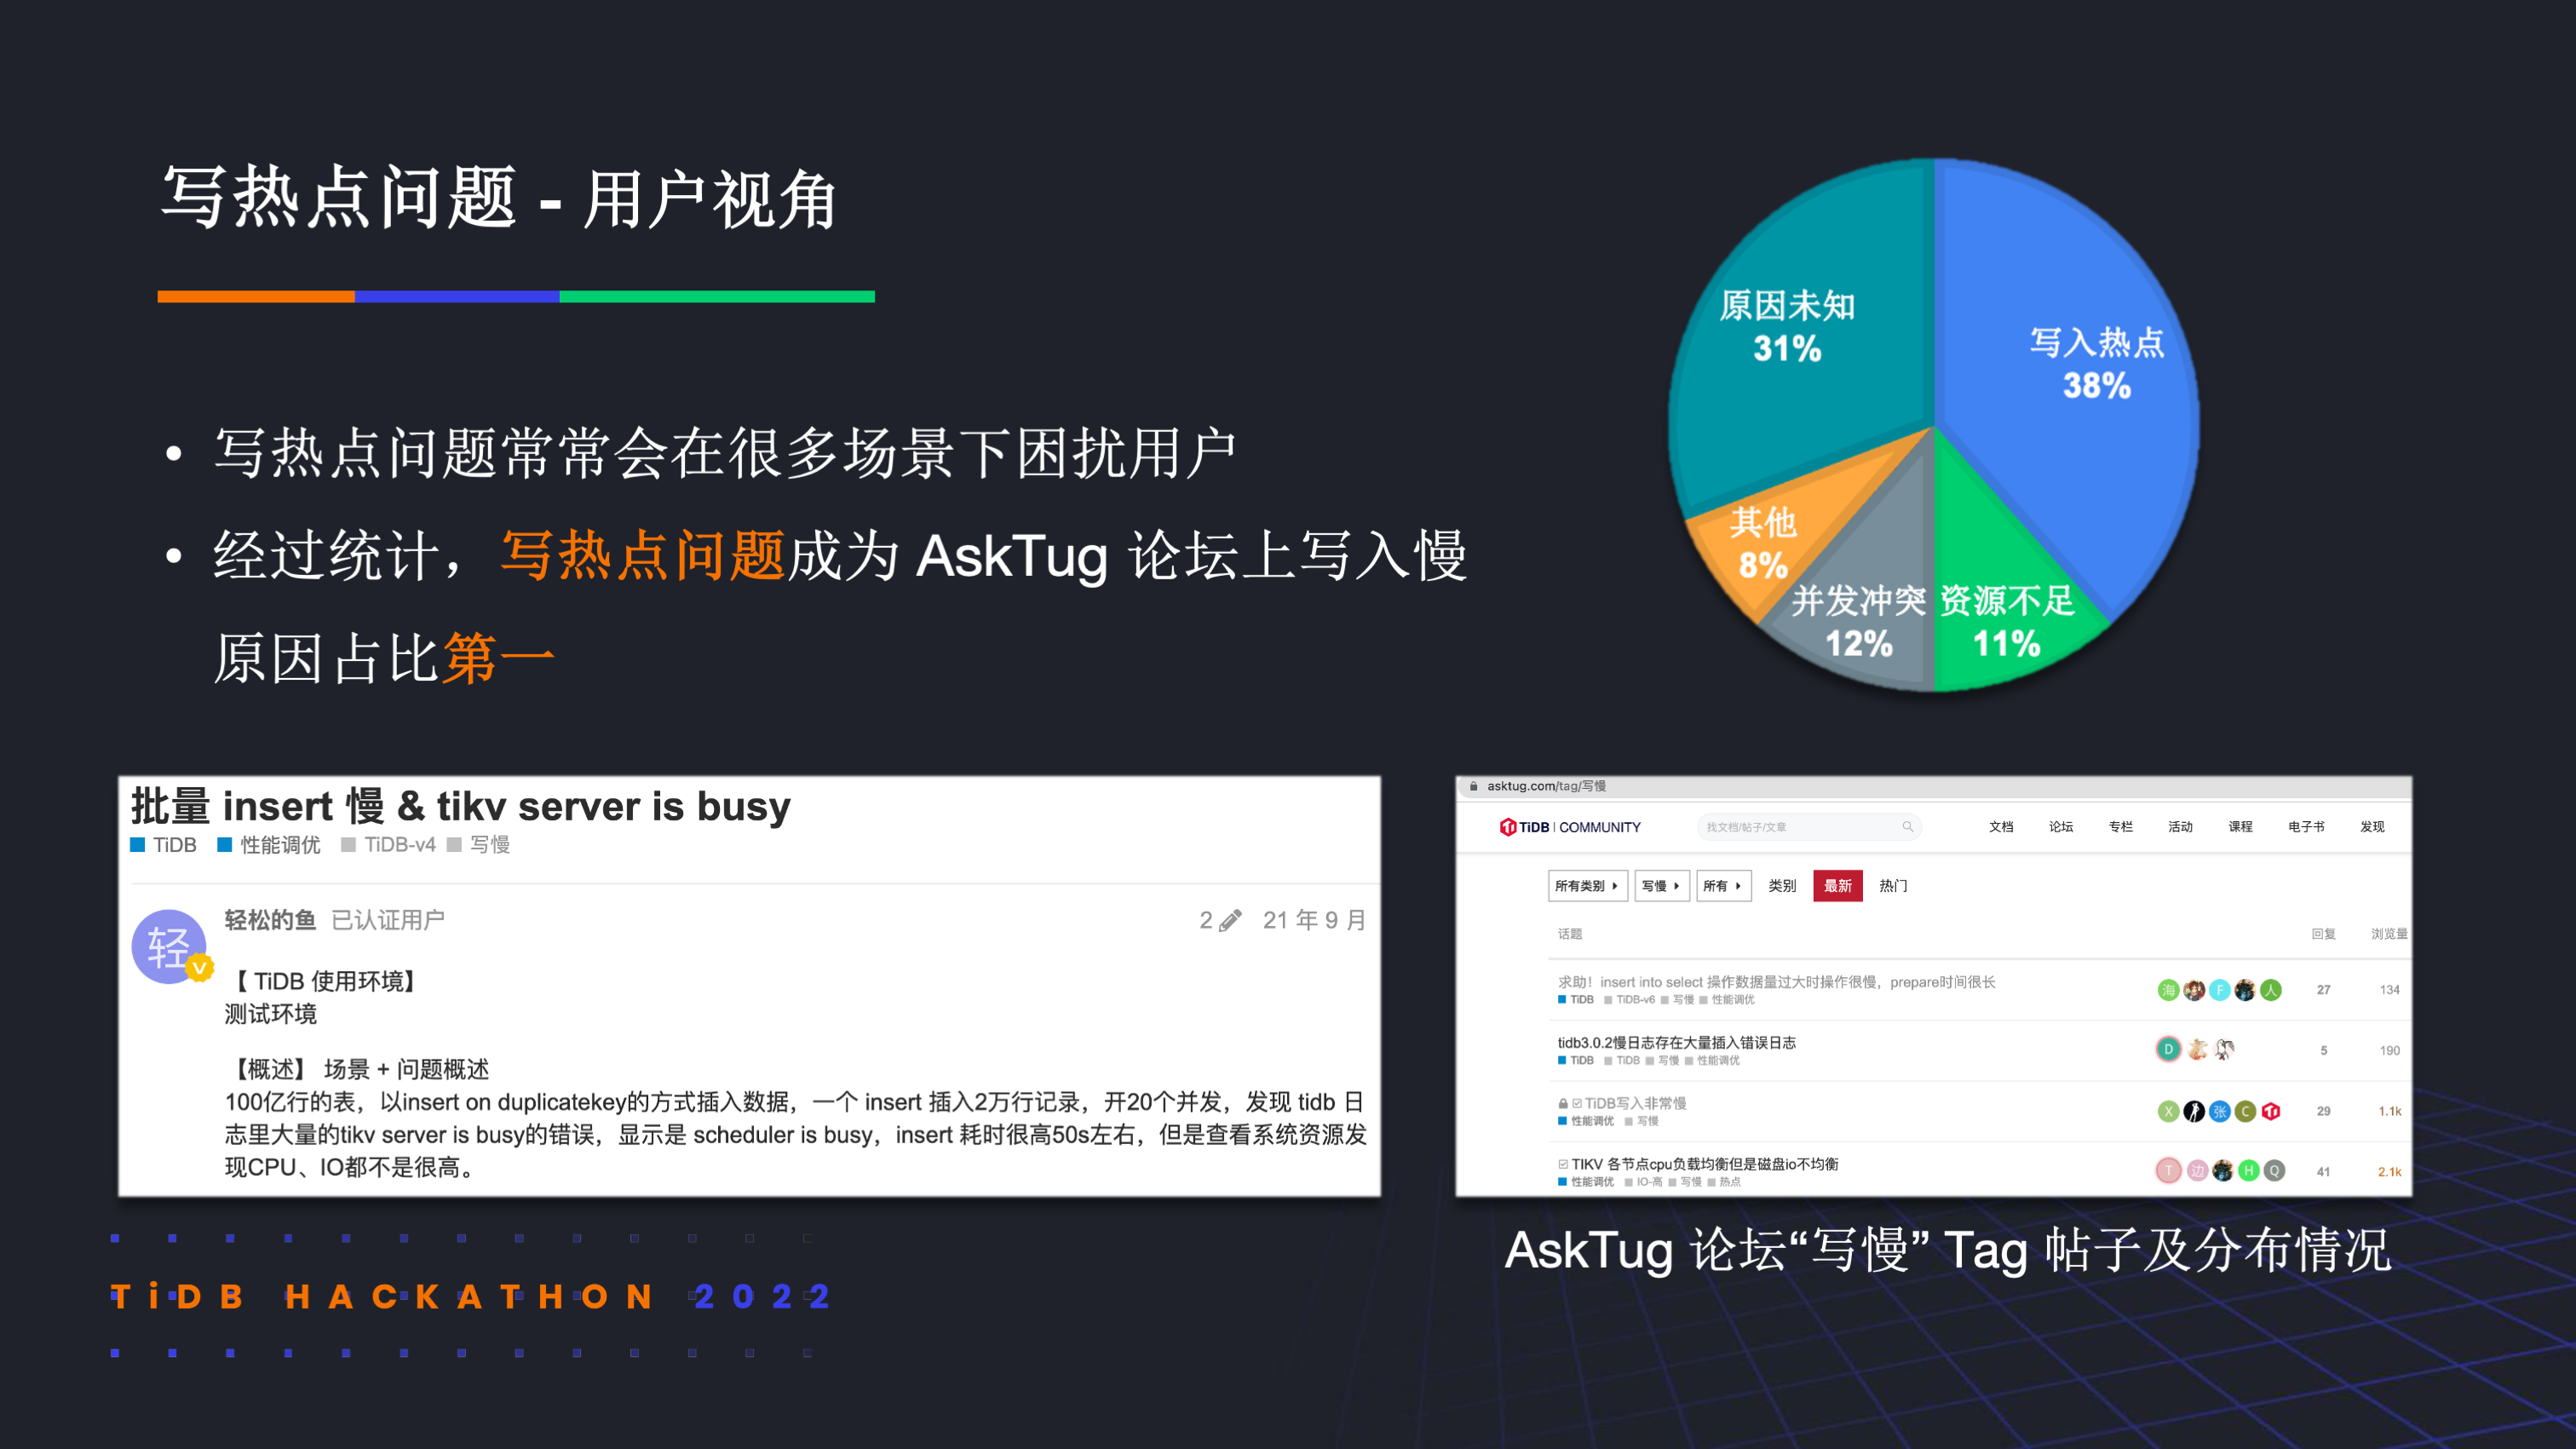 写热点问题 - 用户视角
• 写热点问题常常会在很多场景下困扰用户
• 经过统计，写热点问题成为 AskTug 论坛上写入慢
原因占比第一
原因未知
31%
写入热点
38%
其他
8%
并发冲突
12%
资源不足
11%
批量 insert 慢 & tikv server is busy
TiDB 性能调优 TiDB-v4 写慢
轻
轻松的鱼 已认证用户 2 21 年 9 月
【 TiDB 使用环境】
测试环境
【概述】 场景 + 问题概述
100亿行的表，以insert on duplicatekey的方式插入数据，一个 insert 插入2万行记录，开20个并发，发现 tidb 日
志里大量的tikv server is busy的错误，显示是 scheduler is busy，insert 耗时很高50s左右，但是查看系统资源发
现CPU、IO都不是很高。
asktug.com/tag/写慢
TiDB | COMMUNITY 找文档/帖子/文章 文档 论坛 专栏 活动 课程 电子书 发现
所有类别 写慢 所有 类别 最新 热门
话题 回复 浏览量
求助！insert into select 操作数据量过大时操作很慢，prepare时间很长
TiDB TiDB-v6 写慢 性能调优
海 F 人 27 134
tidb3.0.2慢日志存在大量插入错误日志
TiDB TiDB 写慢 性能调优
D 5 190
TiDB写入非常慢
性能调优 写慢
X 张 C 29 1.1k
TIKV 各节点cpu负载均衡但是磁盘io不均衡
性能调优 IO-高 写慢 热点
T 边 H Q 41 2.1k
AskTug 论坛“写慢” Tag 帖子及分布情况
TiDB HACKATHON 2022